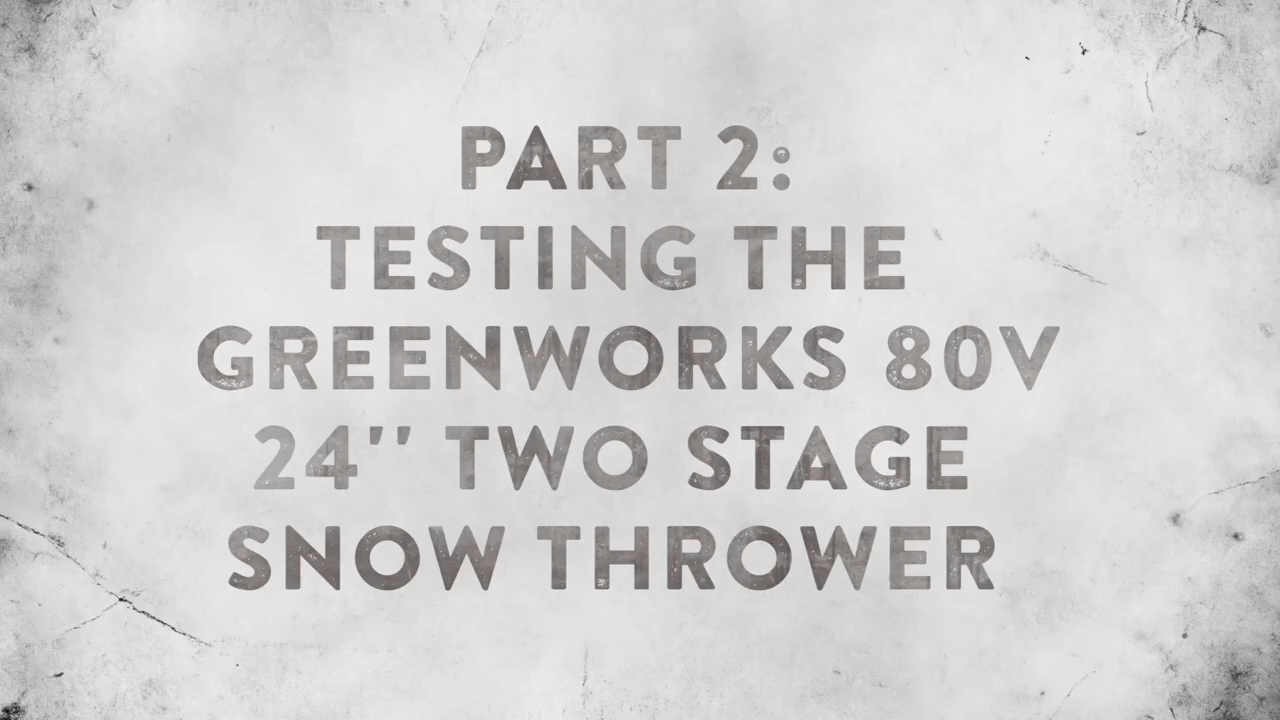 PART 2:
TESTING THE
GREENWORKS 80V
24" TWO STAGE
SNOW THROWER